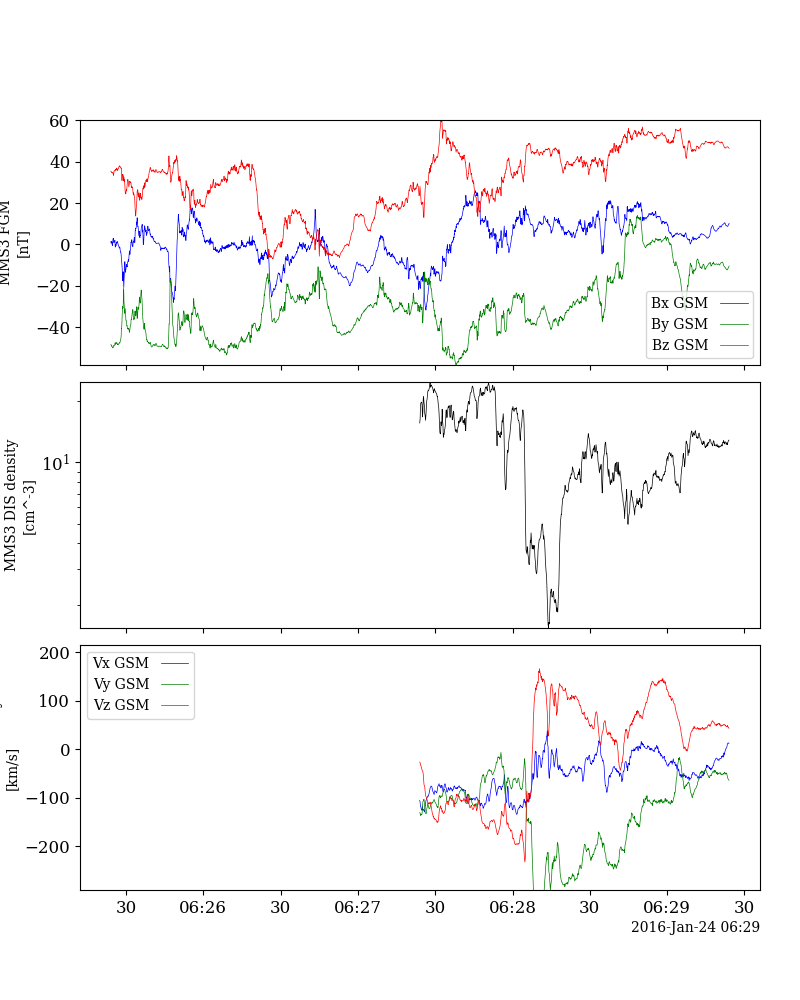 60
40
20
0
−20
−40
MMS3 FGM
[nT]
Bx GSM
By GSM
Bz GSM
10^1
MMS3 DIS density
[cm^-3]
200
100
0
−100
−200
[km/s]
Vx GSM
Vy GSM
Vz GSM
30 06:26 30 06:27 30 06:28 30 06:29 30
2016-Jan-24 06:29